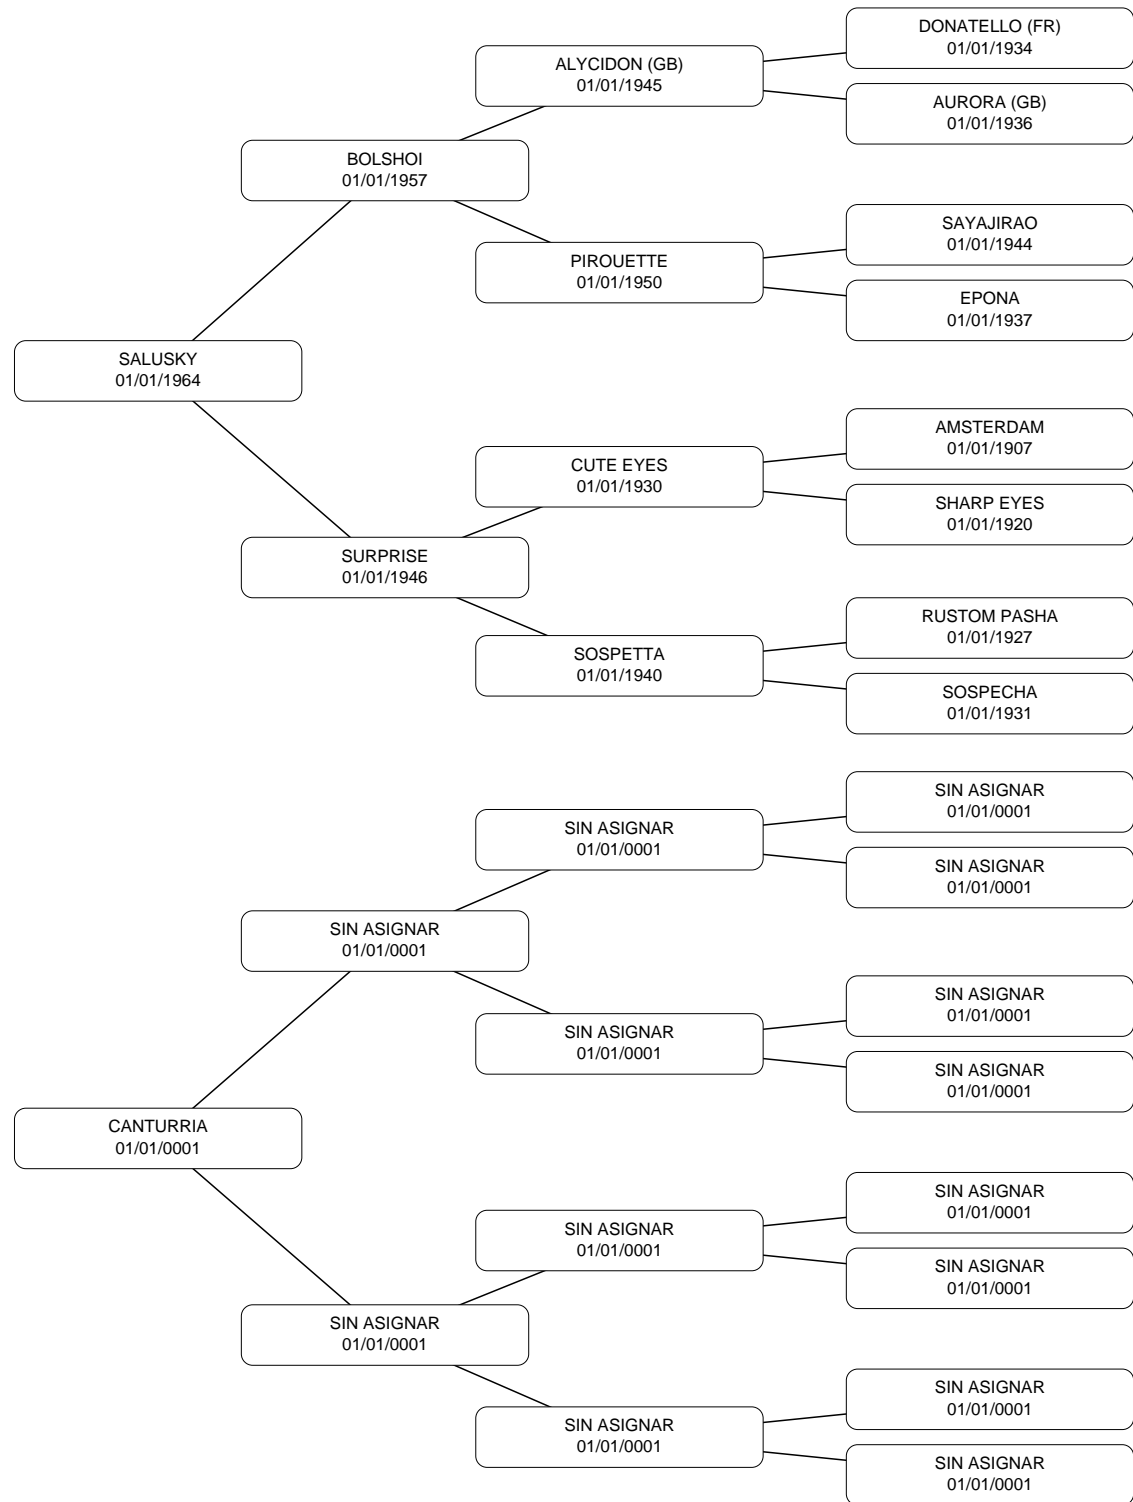 DONATELLO (FR)
01/01/1934
ALYCIDON (GB)
01/01/1945
AURORA (GB)
01/01/1936
BOLSHOI
01/01/1957
SAYAJIRAO
01/01/1944
PIROUETTE
01/01/1950
EPONA
01/01/1937
SALUSKY
01/01/1964
AMSTERDAM
01/01/1907
CUTE EYES
01/01/1930
SHARP EYES
01/01/1920
SURPRISE
01/01/1946
RUSTOM PASHA
01/01/1927
SOSPETTA
01/01/1940
SOSPECHA
01/01/1931
SIN ASIGNAR
01/01/0001
SIN ASIGNAR
01/01/0001
SIN ASIGNAR
01/01/0001
SIN ASIGNAR
01/01/0001
SIN ASIGNAR
01/01/0001
SIN ASIGNAR
01/01/0001
SIN ASIGNAR
01/01/0001
CANTURRIA
01/01/0001
SIN ASIGNAR
01/01/0001
SIN ASIGNAR
01/01/0001
SIN ASIGNAR
01/01/0001
SIN ASIGNAR
01/01/0001
SIN ASIGNAR
01/01/0001
SIN ASIGNAR
01/01/0001
SIN ASIGNAR
01/01/0001